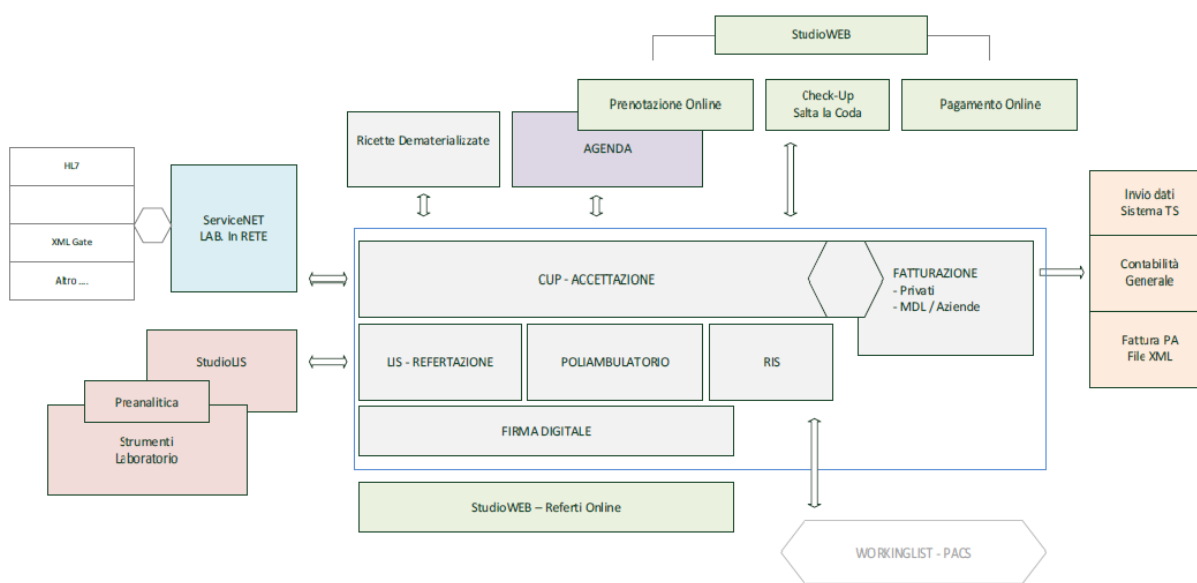 StudioWEB
Prenotazione Online
Check-Up
Salta la Coda
Pagamento Online
Ricette Dematerializzate
AGENDA
HL7
XML Gate
Altro ....
ServiceNET
LAB. In RETE
Invio dati
Sistema TS
Contabilità
Generale
Fattura PA
File XML
CUP - ACCETTAZIONE
FATTURAZIONE
- Privati
- MDL / Aziende
StudioLIS
Preanalitica
Strumenti
Laboratorio
LIS - REFERTAZIONE
POLIAMBULATORIO
RIS
FIRMA DIGITALE
StudioWEB – Referti Online
WORKINGLIST - PACS